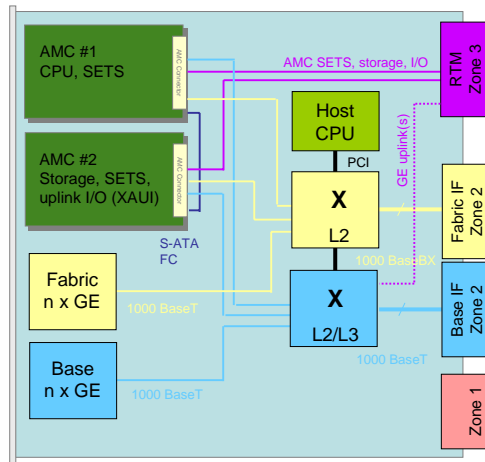 AMC #1
CPU, SETS
AMC Connector
AMC SETS, storage, I/O
RTM
Zone 3
Host
CPU
GE uplink(s)
PCI
AMC #2
Storage, SETS,
uplink I/O (XAUI)
AMC Connector
X
L2
Fabric IF
Zone 2
S-ATA
FC
1000 BaseBX
Fabric
n x GE
1000 BaseT
X
L2/L3
Base IF
Zone 2
1000 BaseT
Base
n x GE
1000 BaseT
Zone 1